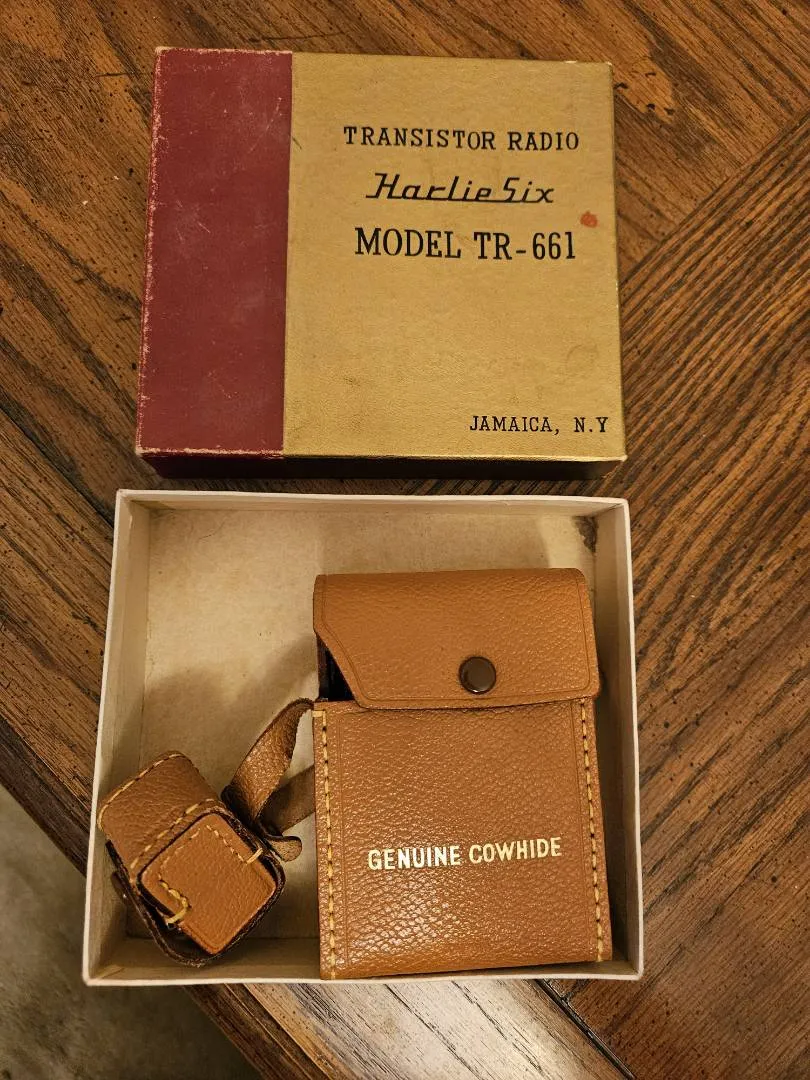 TRANSISTOR RADIO
Harlie Six
MODEL TR-661
JAMAICA, N.Y
GENUINE COWHIDE